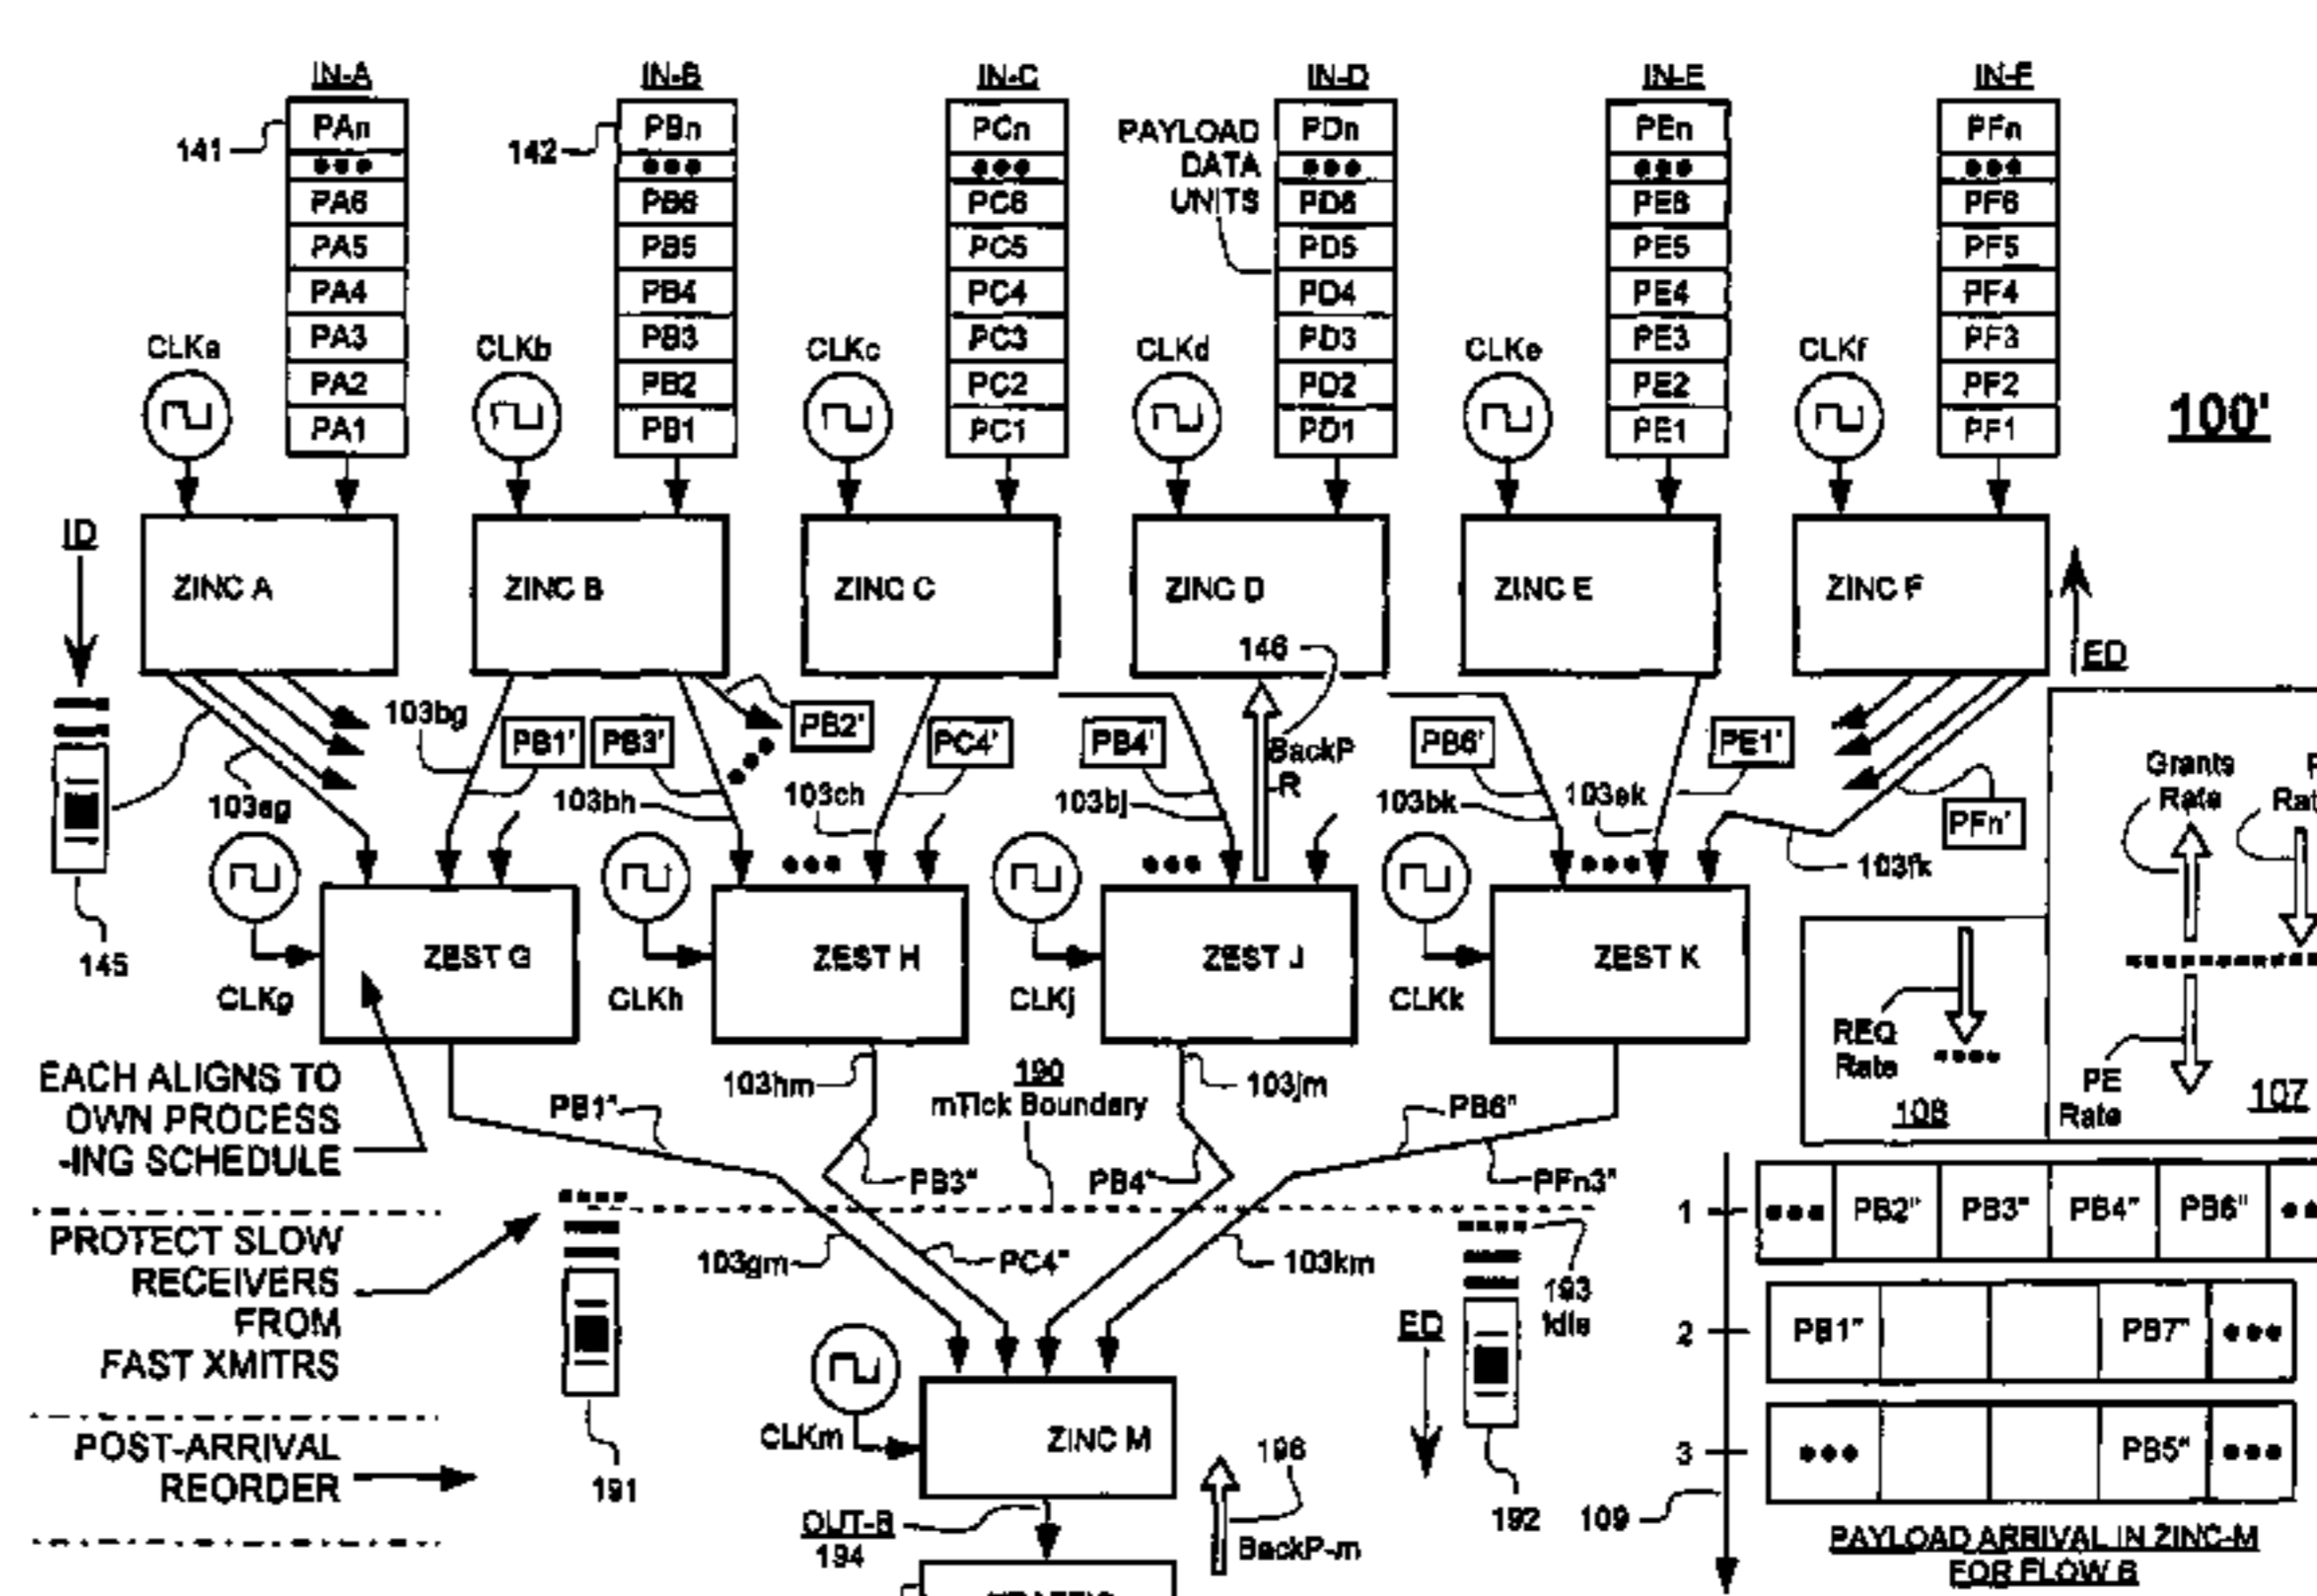 IN-A IN-B IN-C IN-D IN-E IN-F
141 PAn 142 PBn PCn PAYLOAD DATA UNITS PDn PEn PFn
PA6 PB6 PC6 PD6 PE6 PF6
PA5 PB5 PC5 PD5 PE5 PF5
PA4 PB4 PC4 PD4 PE4 PF4
CLKa PA3 CLKb PB3 CLKc PC3 CLKd PD3 CLKe PE3 CLKf PF3
PA2 PB2 PC2 PD2 PE2 PF2
PA1 PB1 PC1 PD1 PE1 PF1
100'
ID
ZINC A ZINC B ZINC C ZINC D ZINC E ZINC F
146
ED
103bg PB1' PB3' PB2' PC4' PB4' BackP PB6' PE1'
-R
103ag 103bh 103ch 103bj 103bk 103ek PFn' 103fk
Grants
Rate
145
ZEST G ZEST H ZEST J ZEST K
CLKg CLKh CLKj CLKk
REQ
Rate
108
PE
Rate
107
EACH ALIGNS TO
OWN PROCESS
-ING SCHEDULE
PB1" 103hm 190 103jm PB6"
mTick Boundary
PB3" PB4" PFn3"
PROTECT SLOW
RECEIVERS
FROM
FAST XMITRS
103gm PC4" 103km
193
Idle
ED
191 192
POST-ARRIVAL
REORDER
CLKm ZINC M 196
OUT-B
194
BackP-m
1 ••• PB2" PB3" PB4" PB6"
2 PB1" PB7" •••
3 ••• PB5" •••
109
PAYLOAD ARRIVAL IN ZINC-M
FOR FLOW B